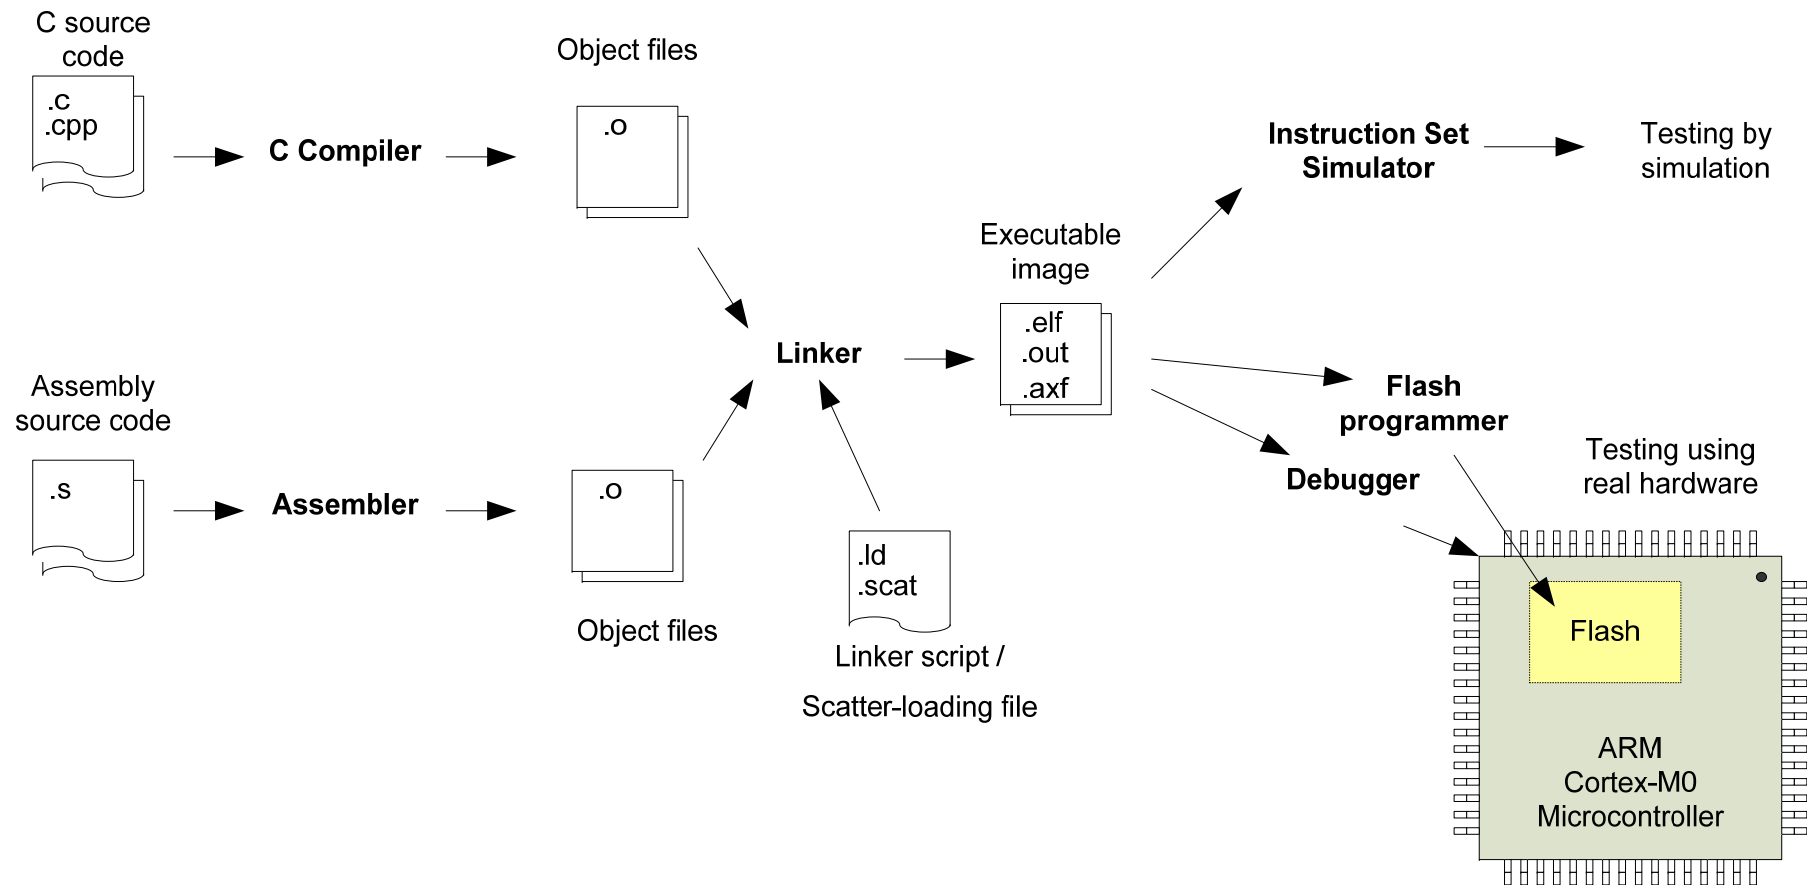 C source
code
.c
.cpp
C Compiler
Object files
.o
Assembly
source code
.s
Assembler
.o
Object files
Linker
.ld
.scat
Linker script /
Scatter-loading file
Executable
image
.elf
.out
.axf
Instruction Set
Simulator
Testing by
simulation
Flash
programmer
Debugger
Testing using
real hardware
Flash
ARM
Cortex-M0
Microcontroller